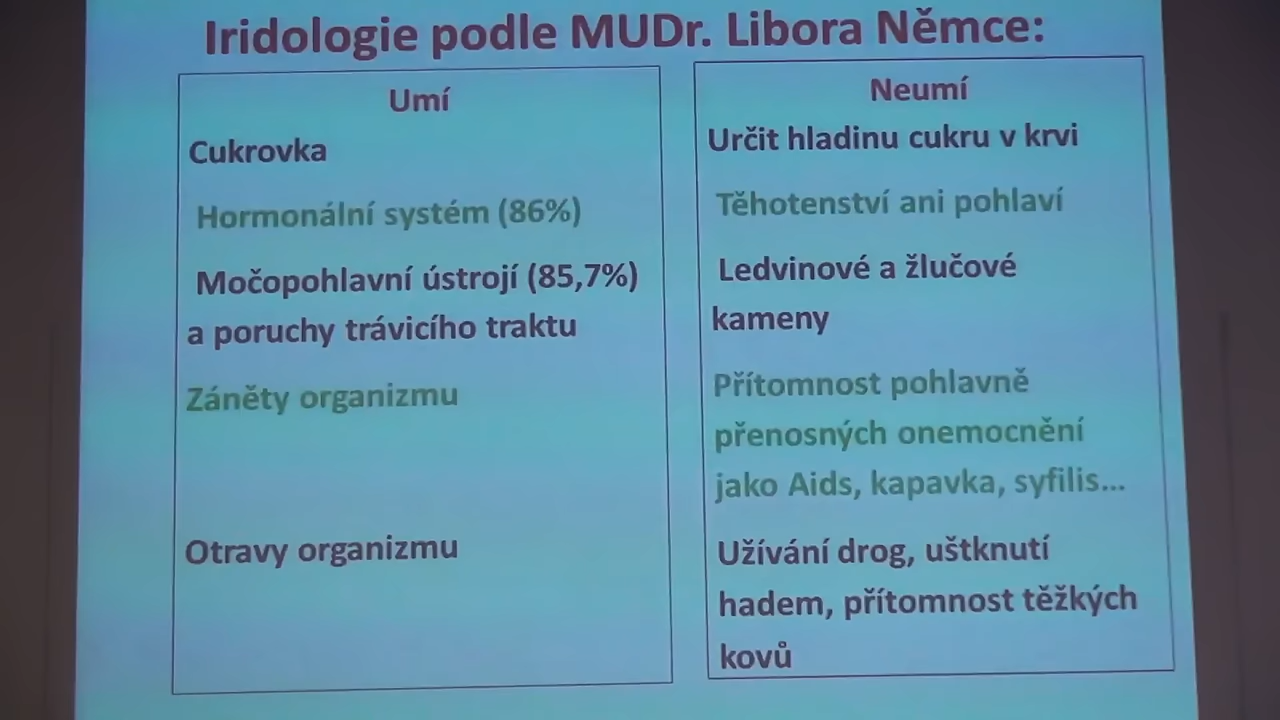 Iridologie podle MUDr. Libora Němce:
Umí
Cukrovka
Hormonální systém (86%)
Močopohlavní ústrojí (85,7%)
a poruchy trávicího traktu
Záněty organizmu
Otravy organizmu
Neumí
Určit hladinu cukru v krvi
Těhotenství ani pohlaví
Ledvinové a žlučové
kameny
Přítomnost pohlavně
přenosných onemocnění
jako Aids, kapavka, syfilis...
Užívání drog, uštknutí
hadem, přítomnost těžkých
kovů